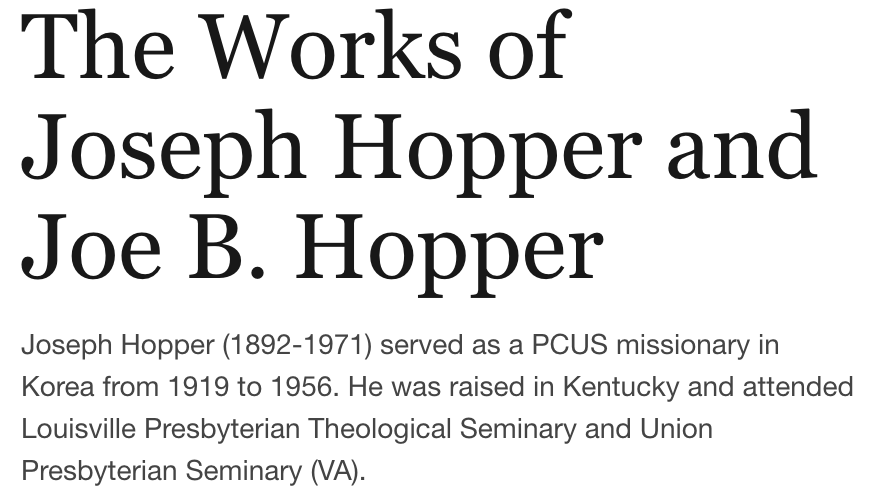 The Works of
Joseph Hopper and
Joe B. Hopper
Joseph Hopper (1892-1971) served as a PCUS missionary in
Korea from 1919 to 1956. He was raised in Kentucky and attended
Louisville Presbyterian Theological Seminary and Union
Presbyterian Seminary (VA).